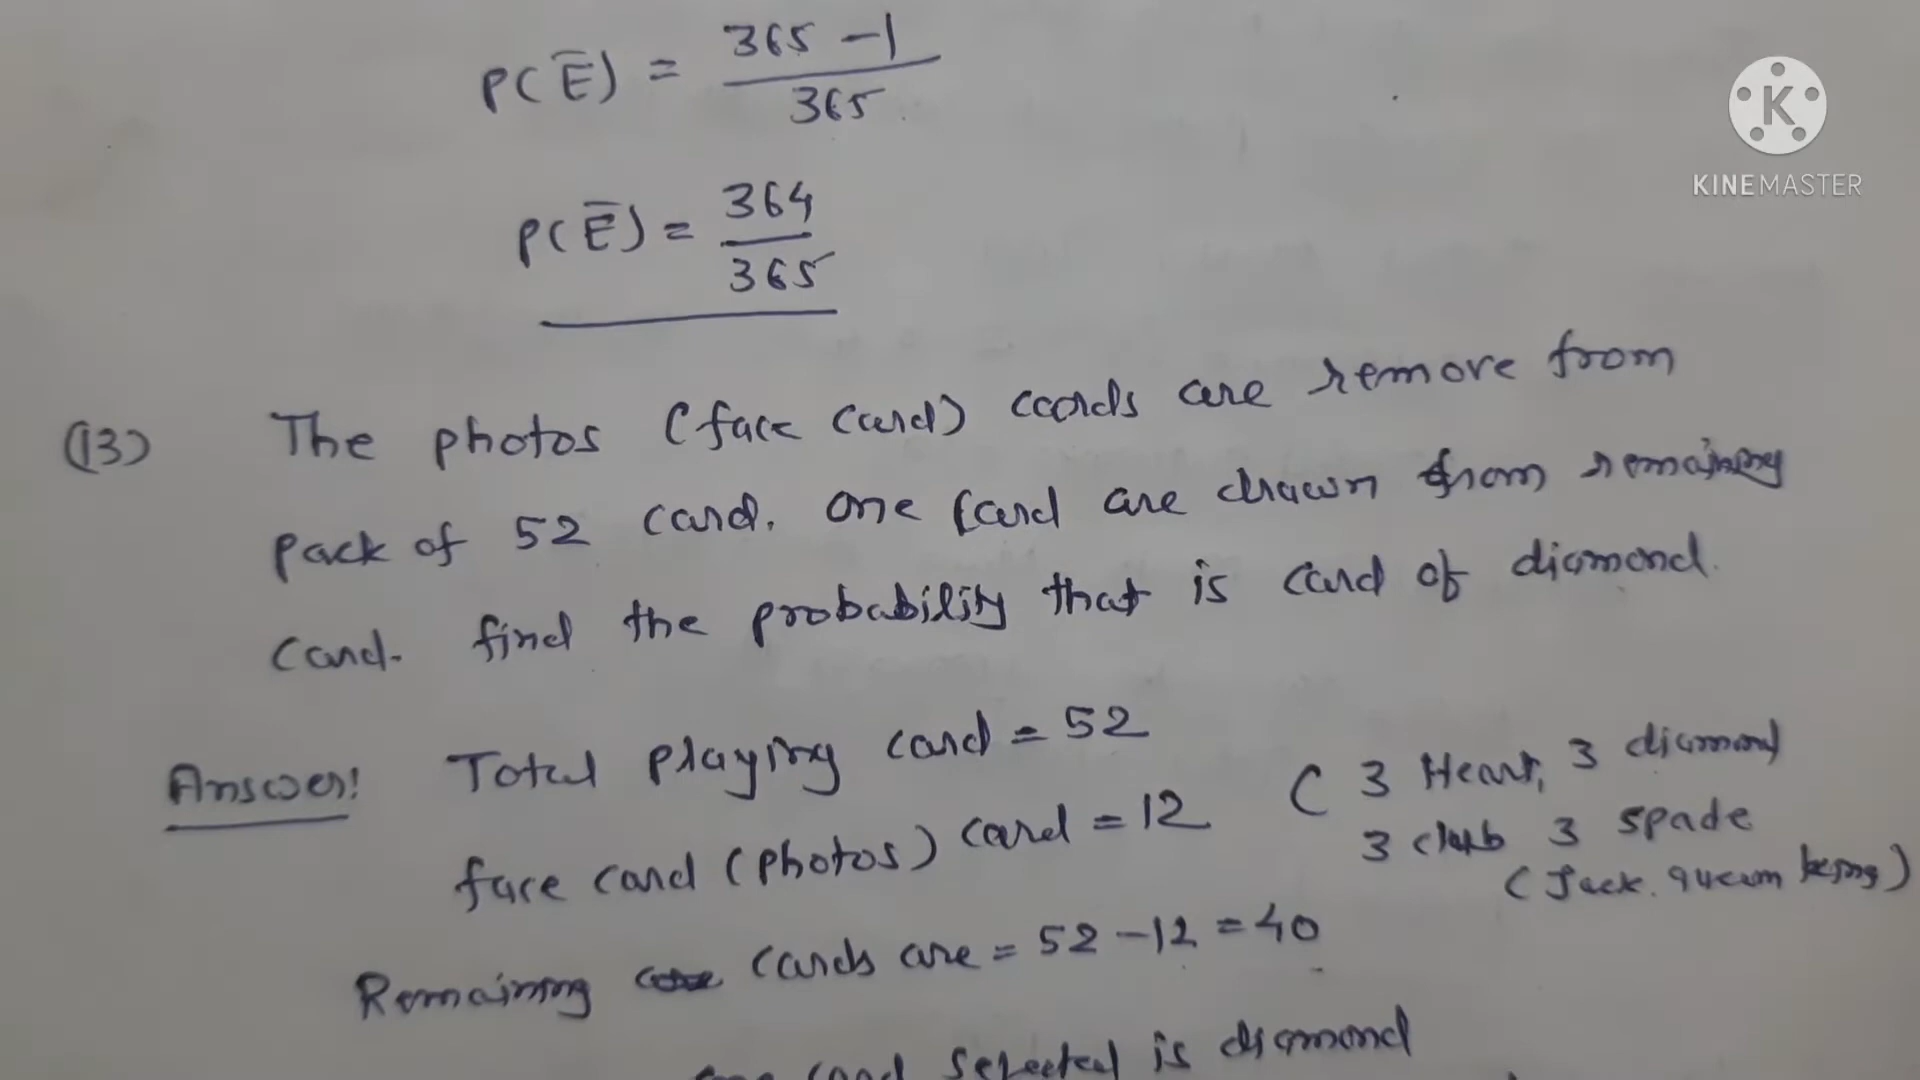 P(E̅) = 365 - 1 / 365
P(E̅) = 364 / 365
KINEMASTER
(13) The photos (face card) cards are remove from
pack of 52 card. one card are drawn from remaining
card. find the probability that is card of diamond.
Answer! Total playing card = 52
face card (photos) card = 12 ( 3 Heart, 3 diamond
3 club 3 spade
(Jack. queen king)
Remaining cards are = 52 - 12 = 40
card selected is diamond